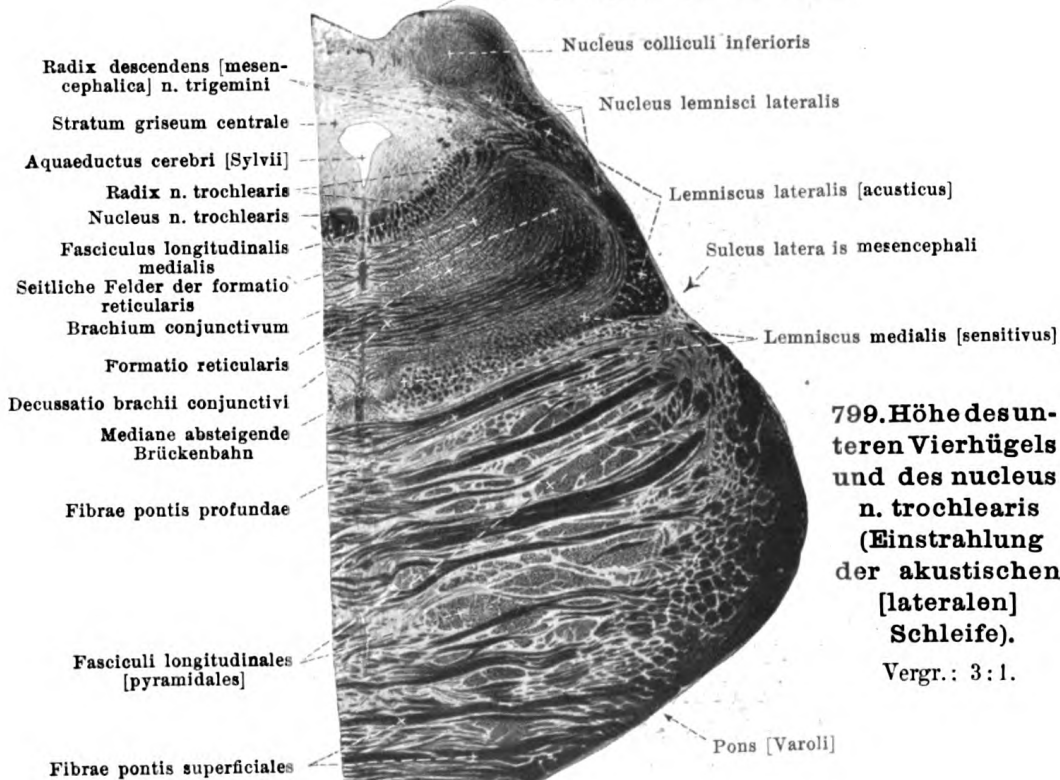 Nucleus colliculi inferioris
Radix descendens [mesen-
cephalica] n. trigemini
Nucleus lemnisci lateralis
Stratum griseum centrale
Aquaeductus cerebri [Sylvii]
Radix n. trochlearis
Lemniscus lateralis [acusticus]
Nucleus n. trochlearis
Fasciculus longitudinalis
medialis
Sulcus latera is mesencephali
Seitliche Felder der formatio
reticularis
Brachium conjunctivum
Lemniscus medialis [sensitivus]
Formatio reticularis
Decussatio brachii conjunctivi
Mediane absteigende
Brückenbahn
Fibrae pontis profundae
799. Höhe des un-
teren Vierhügels
und des nucleus
n. trochlearis
(Einstrahlung
der akustischen
[lateralen]
Schleife).
Vergr.: 3:1.
Fasciculi longitudinales
[pyramidales]
Pons [Varoli]
Fibrae pontis superficiales